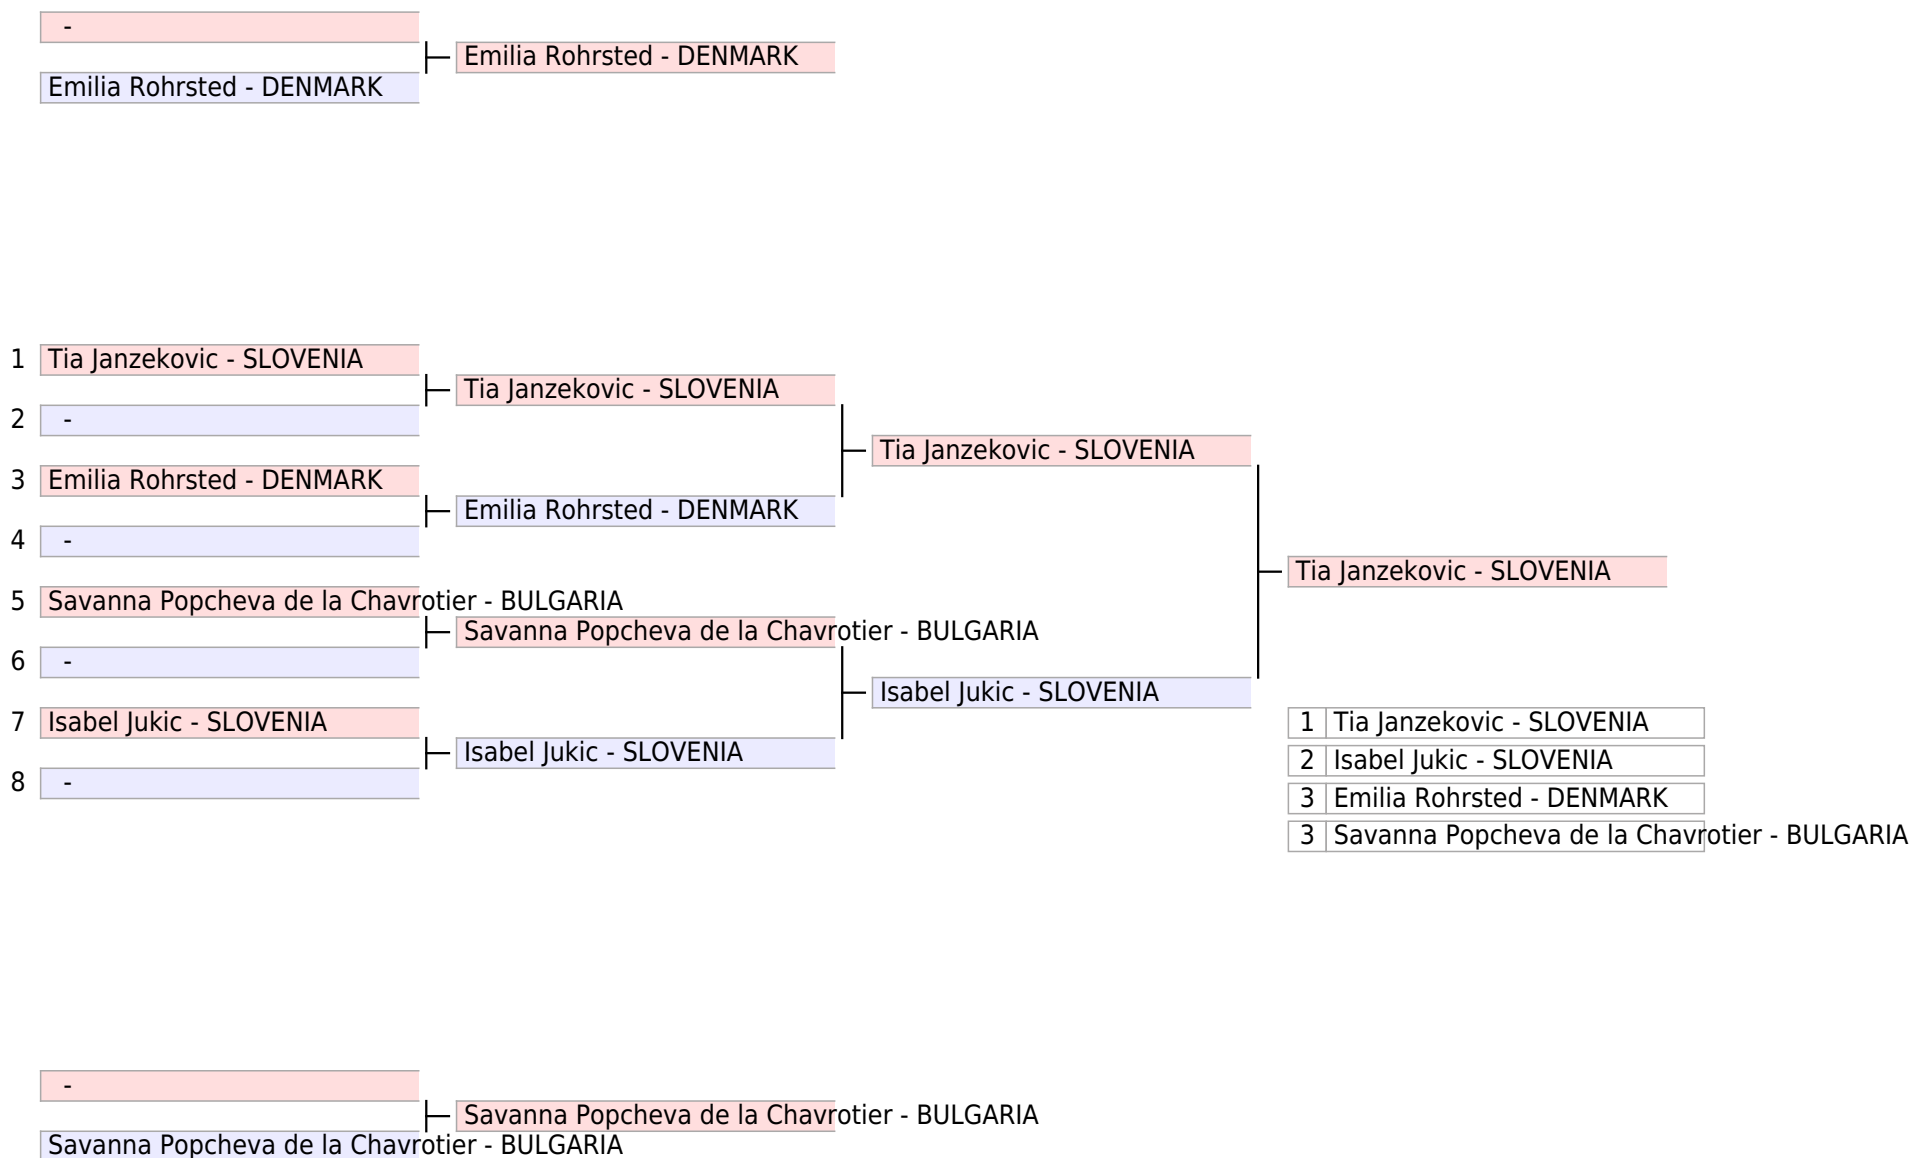 -
Emilia Rohrsted - DENMARK
Emilia Rohrsted - DENMARK
1 Tia Janzekovic - SLOVENIA
Tia Janzekovic - SLOVENIA
2 -
Tia Janzekovic - SLOVENIA
3 Emilia Rohrsted - DENMARK
Emilia Rohrsted - DENMARK
4 -
Tia Janzekovic - SLOVENIA
5 Savanna Popcheva de la Chavrotier - BULGARIA
Savanna Popcheva de la Chavrotier - BULGARIA
6 -
Isabel Jukic - SLOVENIA
7 Isabel Jukic - SLOVENIA
1 Tia Janzekovic - SLOVENIA
Isabel Jukic - SLOVENIA
2 Isabel Jukic - SLOVENIA
8 -
3 Emilia Rohrsted - DENMARK
3 Savanna Popcheva de la Chavrotier - BULGARIA
-
Savanna Popcheva de la Chavrotier - BULGARIA
Savanna Popcheva de la Chavrotier - BULGARIA